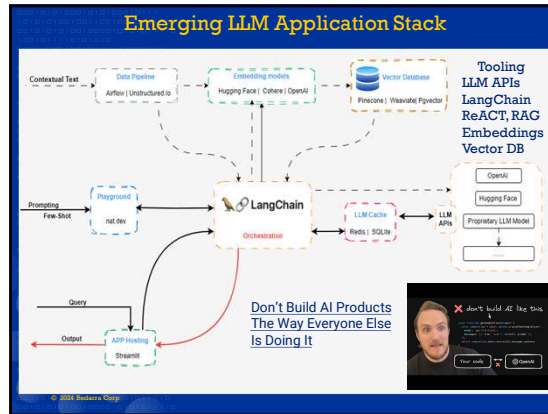 Emerging LLM Application Stack
Contextual Text
Data Pipeline
Airflow | Unstructured.Io
Embedding models
Hugging Face | Cohere | OpenAI
Vector Database
Pinecone | Weaviate| Pgvector
Tooling
LLM APIs
LangChain
ReACT, RAG
Embeddings
Vector DB
Prompting
Few-Shot
Playground
nat.dev
LangChain
Orchestration
LLM Cache
Redis | SQLite
LLM
APIs
OpenAI
Hugging Face
Proprietary LLM Model
........
Query
Output
APP Hosting
Streamlit
Don't Build AI Products
The Way Everyone Else
Is Doing It
don't build AI like this
Your code
OpenAI
© 2024 Bedarra Corp.